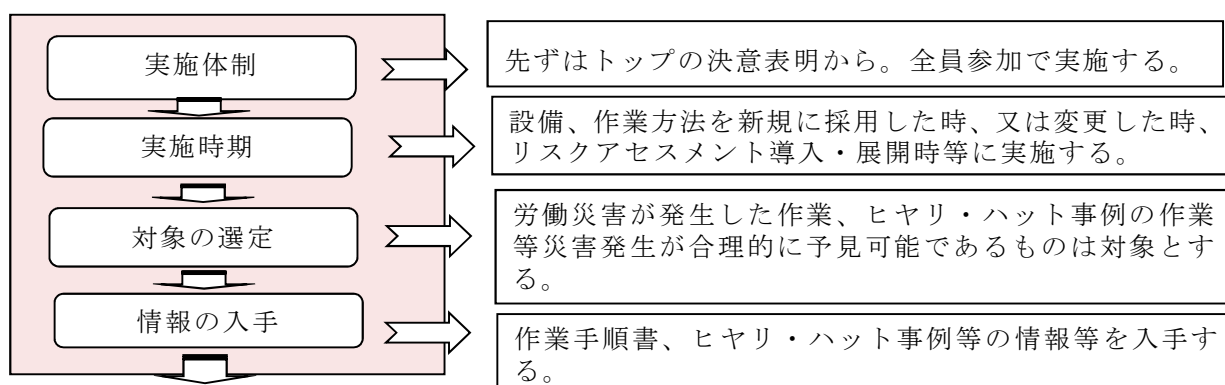 実施体制
先ずはトップの決意表明から。全員参加で実施する。
実施時期
設備、作業方法を新規に採用した時、又は変更した時、
リスクアセスメント導入・展開時等に実施する。
対象の選定
労働災害が発生した作業、ヒヤリ・ハット事例の作業
等災害発生が合理的に予見可能であるものは対象とす
る。
情報の入手
作業手順書、ヒヤリ・ハット事例等の情報等を入手す
る。